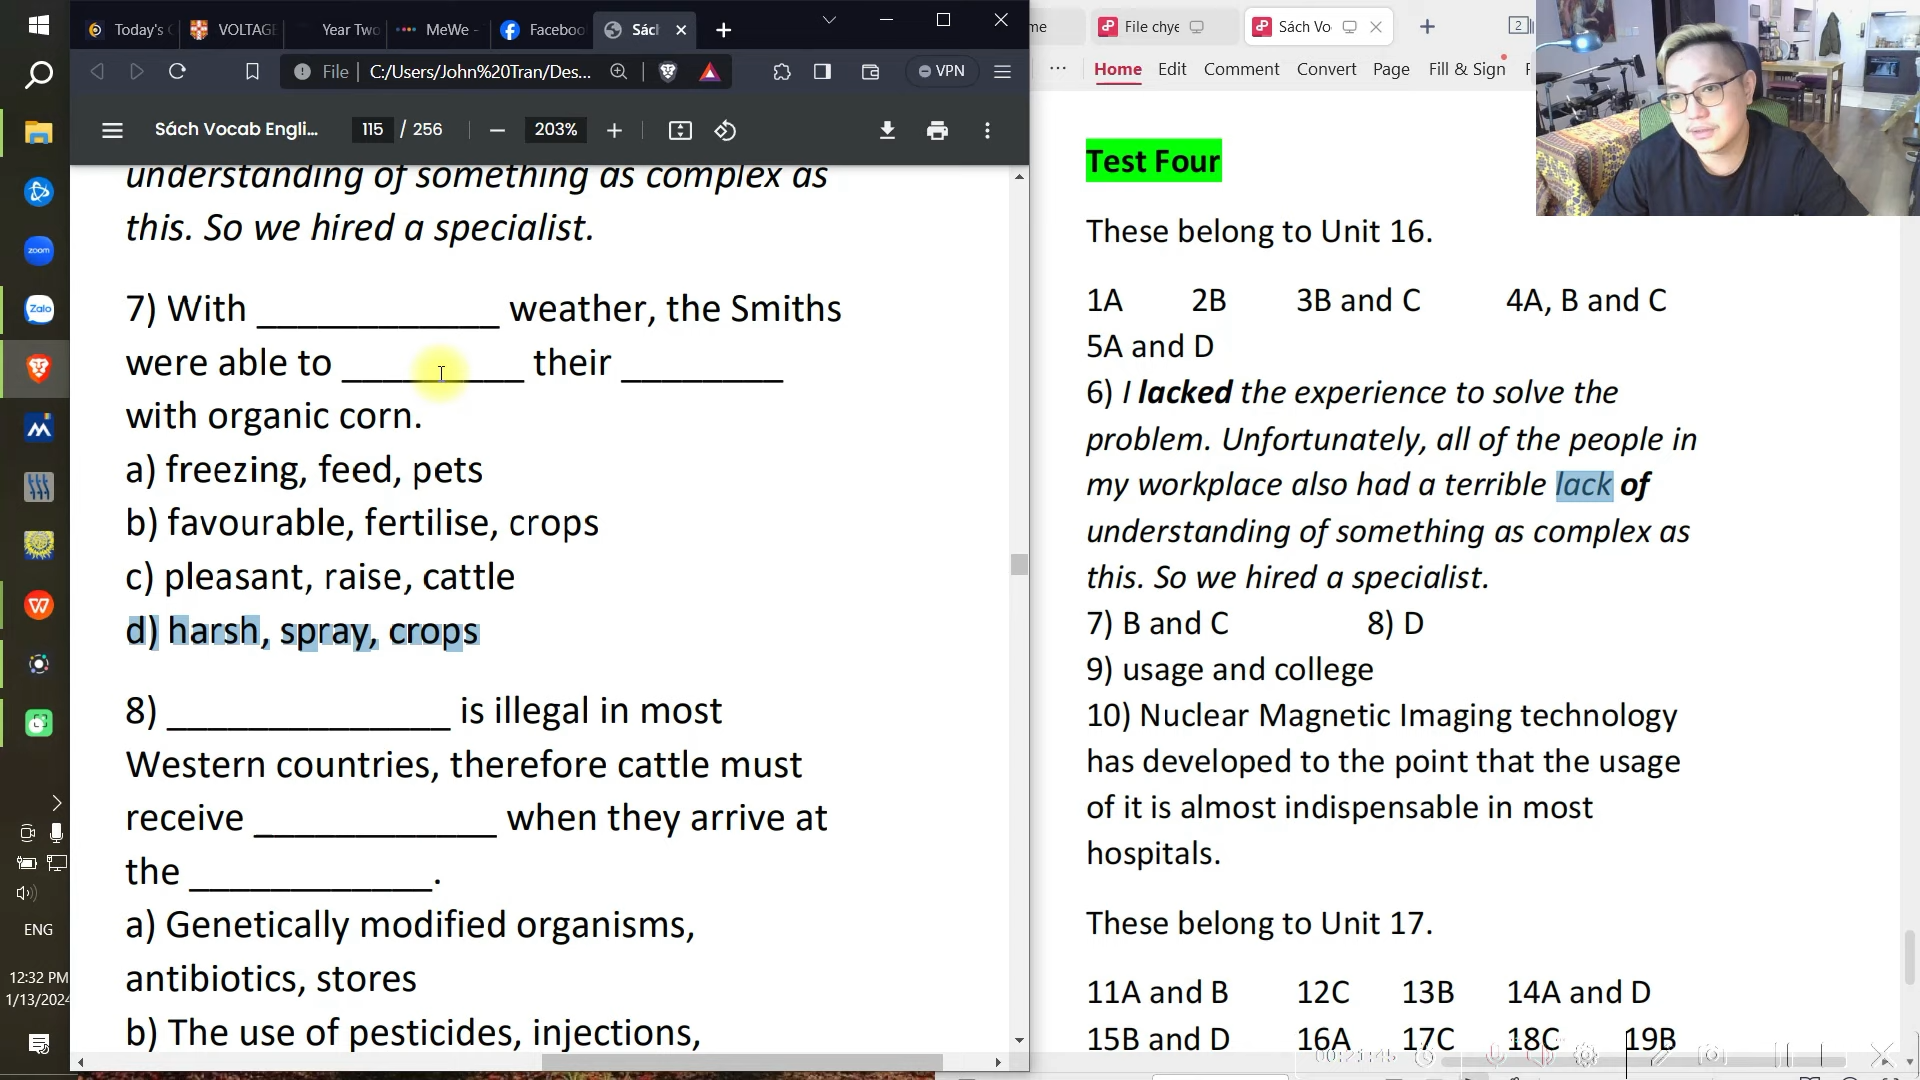 Today's
VOLTAGE
Year Two
MeWe -
Faceboo
Sác
File
C:/Users/John%20Tran/Des...
VPN
Sách Vocab Engli...
115 / 256
203%
understanding of something as complex as
this. So we hired a specialist.
7) With ____________ weather, the Smiths
were able to _________ their ________
with organic corn.
a) freezing, feed, pets
b) favourable, fertilise, crops
c) pleasant, raise, cattle
d) harsh, spray, crops
8) ______________ is illegal in most
Western countries, therefore cattle must
receive ____________ when they arrive at
the ____________.
a) Genetically modified organisms,
antibiotics, stores
b) The use of pesticides, injections,
me
File chye
Sách Vo
2
Home Edit Comment Convert Page Fill & Sign
Test Four
These belong to Unit 16.
1A 2B 3B and C 4A, B and C
5A and D
6) I lacked the experience to solve the
problem. Unfortunately, all of the people in
my workplace also had a terrible lack of
understanding of something as complex as
this. So we hired a specialist.
7) B and C 8) D
9) usage and college
10) Nuclear Magnetic Imaging technology
has developed to the point that the usage
of it is almost indispensable in most
hospitals.
These belong to Unit 17.
11A and B 12C 13B 14A and D
15B and D 16A 17C 18C 19B
00:21:45
zoom
Zalo
ENG
12:32 PM
1/13/2024